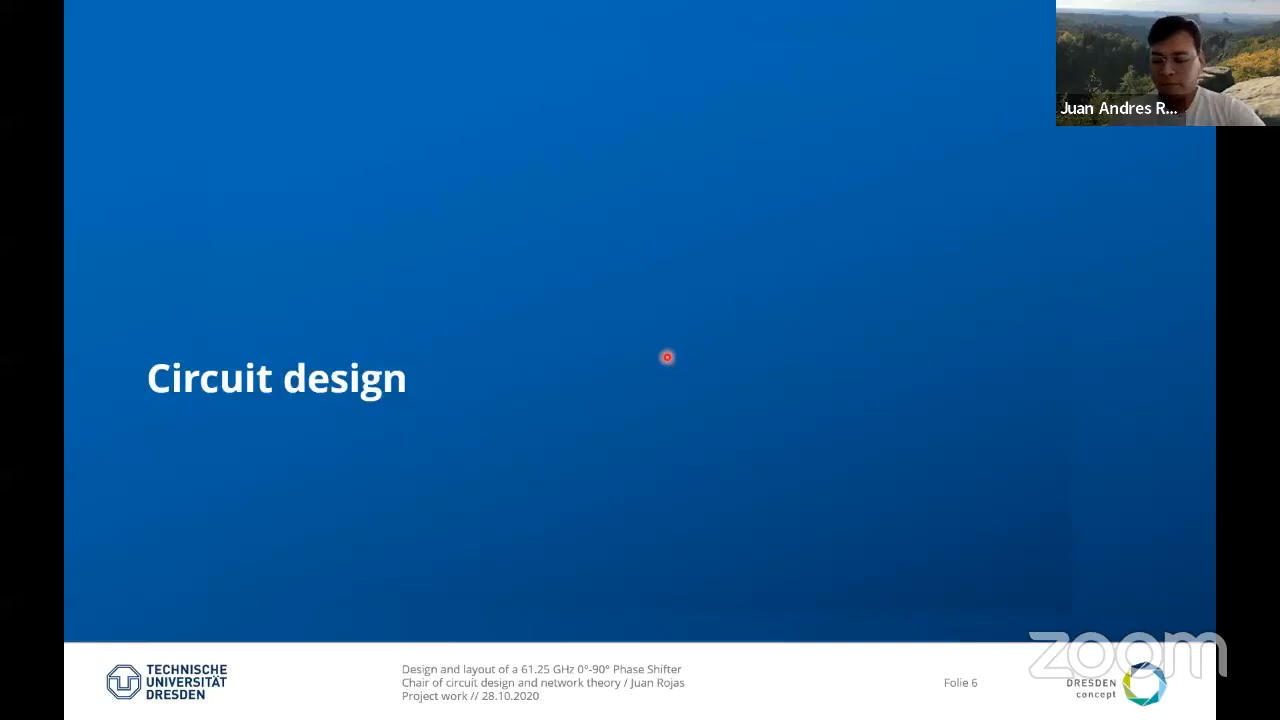 Juan Andres R...
Circuit design
TECHNISCHE
UNIVERSITÄT
DRESDEN
Design and layout of a 61.25 GHz 0°-90° Phase Shifter
Chair of circuit design and network theory / Juan Rojas
Project work // 28.10.2020
Folie 6
DRESDEN
concept
zoom